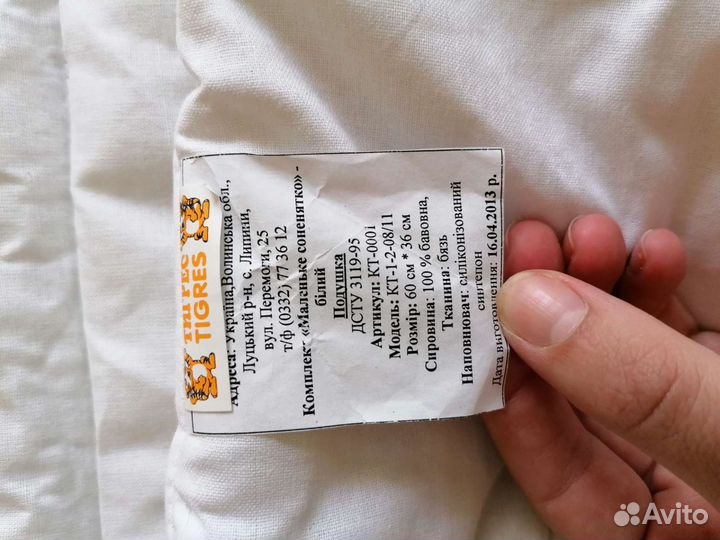 ТИГРЕС
TIGRES
Адреса: Україна,Волинська обл.,
Луцький р-н, с. Липини,
вул. Перемоги, 25
т/ф (0332) 77 36 12
Комплект «Маленьке соненятко» -
білий
Подушка
ДСТУ 3119-95
Артикул: КТ-000і
Модель: КТ-1-2-08/11
Розмір: 60 см * 36 см
Сировина: 100 % бавовна,
Тканина: бязь
Наповнювач: силіконізований
синтепон
Дата виготовлення: 16.04.2013 р.
Avito